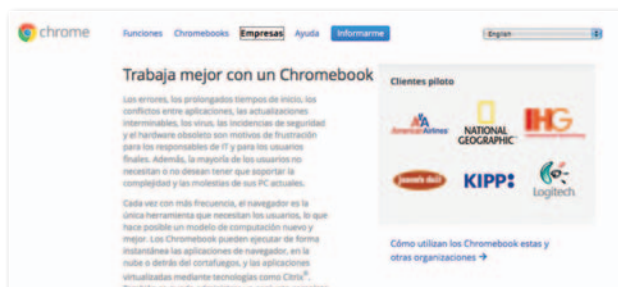 chrome
Funciones Chromebooks Empresas Ayuda Informarme
English
Trabaja mejor con un Chromebook
Los errores, los prolongados tiempos de inicio, los
conflictos entre aplicaciones, las actualizaciones
interminables, los virus, las incidencias de seguridad
y el hardware obsoleto son motivos de frustración
para los responsables de IT y para los usuarios
finales. Además, la mayoría de los usuarios no
necesitan o no desean tener que soportar la
complejidad y las molestias de sus PC actuales.
Cada vez con más frecuencia, el navegador es la
única herramienta que necesitan los usuarios, lo que
hace posible un modelo de computación nuevo y
mejor. Los Chromebook pueden ejecutar de forma
instantánea las aplicaciones de navegador, en la
nube o detrás del cortafuegos, y las aplicaciones
virtualizadas mediante tecnologías como Citrix®.
Clientes piloto
AmericanAirlines
NATIONAL
GEOGRAPHIC
IHG
jason's deli
KIPP:
Logitech
Cómo utilizan los Chromebook estas y
otras organizaciones →